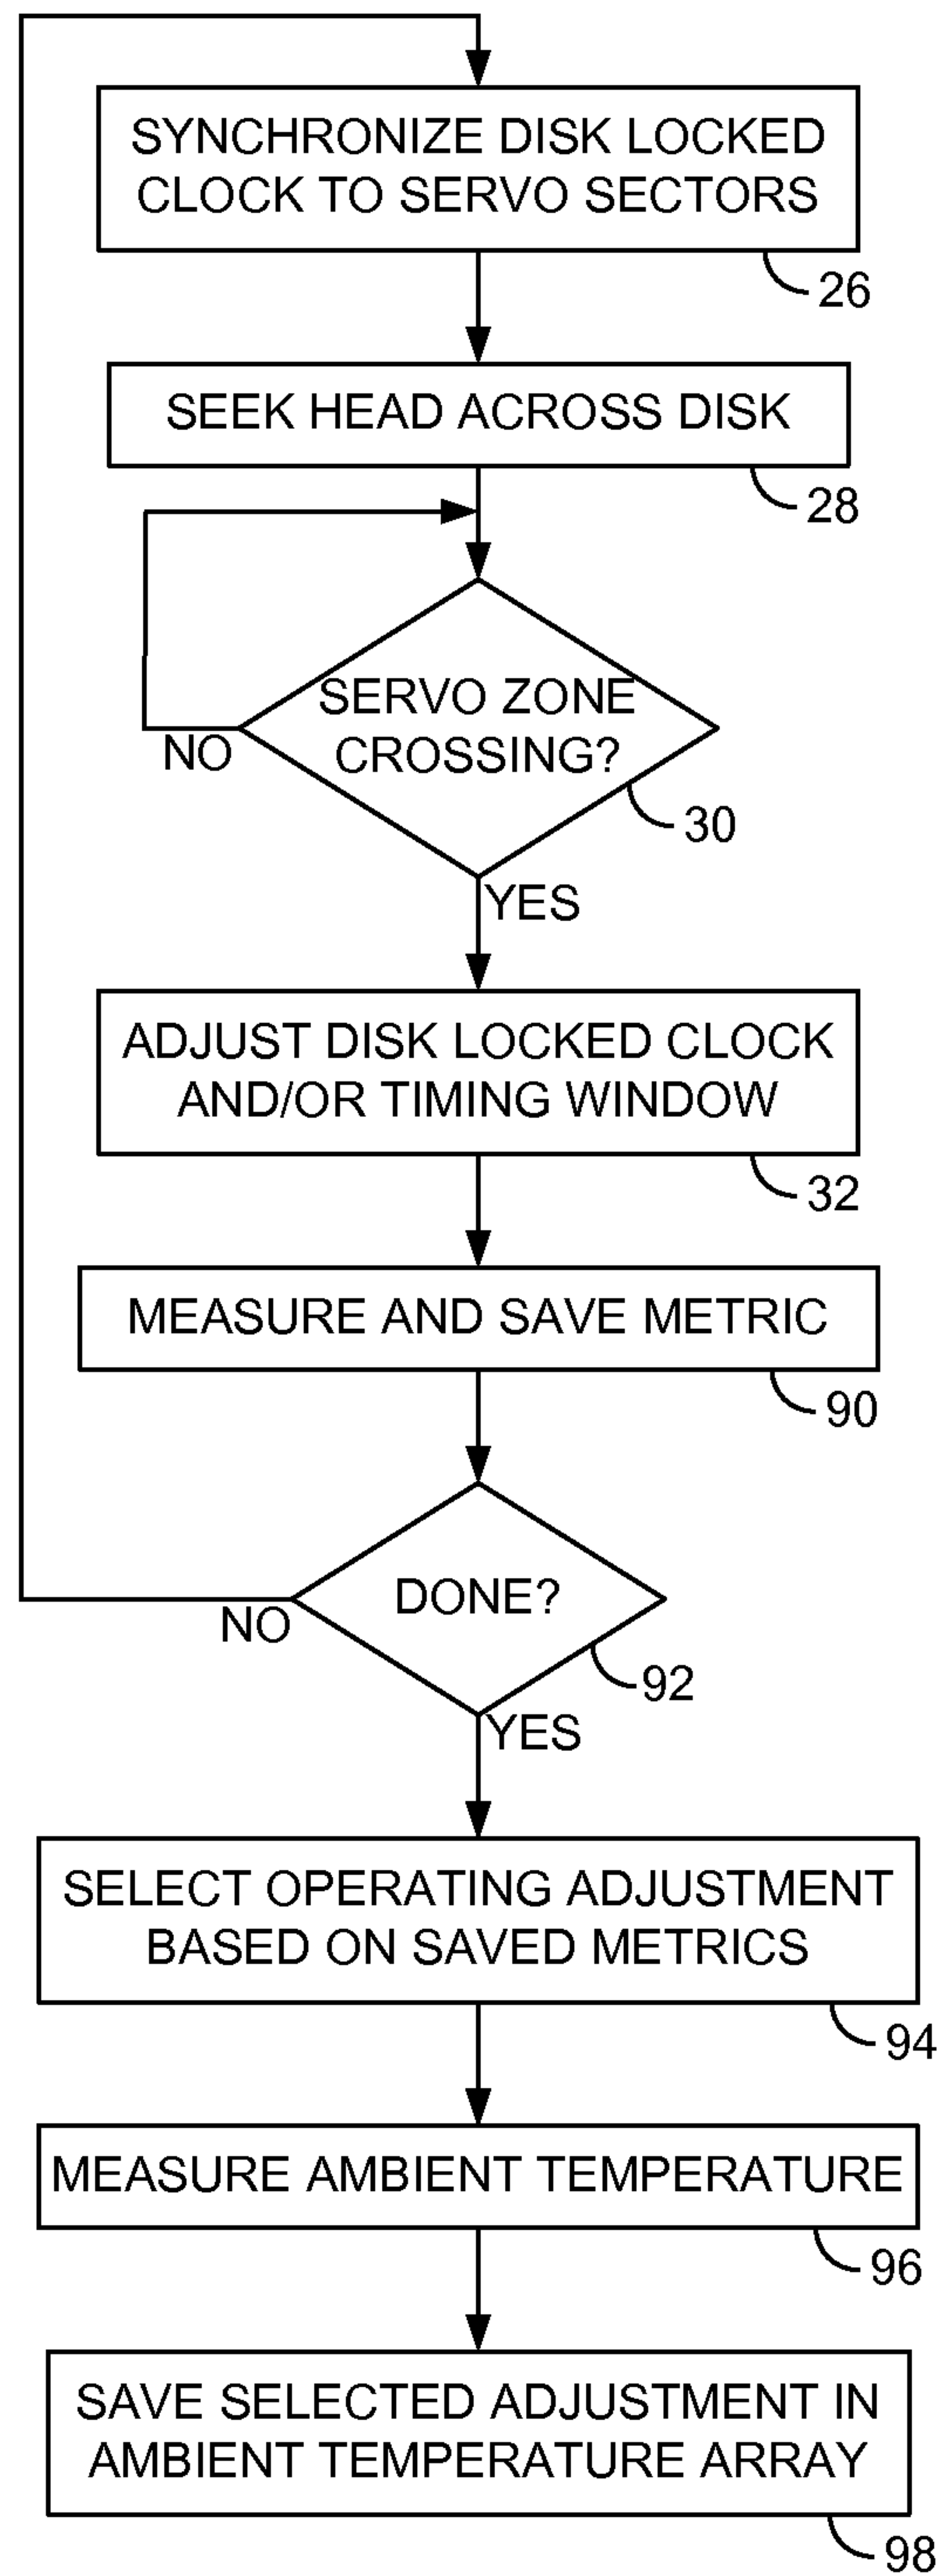 SYNCHRONIZE DISK LOCKED
CLOCK TO SERVO SECTORS
26
SEEK HEAD ACROSS DISK
28
SERVO ZONE
CROSSING?
NO
30
YES
ADJUST DISK LOCKED CLOCK
AND/OR TIMING WINDOW
32
MEASURE AND SAVE METRIC
90
DONE?
NO
92
YES
SELECT OPERATING ADJUSTMENT
BASED ON SAVED METRICS
94
MEASURE AMBIENT TEMPERATURE
96
SAVE SELECTED ADJUSTMENT IN
AMBIENT TEMPERATURE ARRAY
98